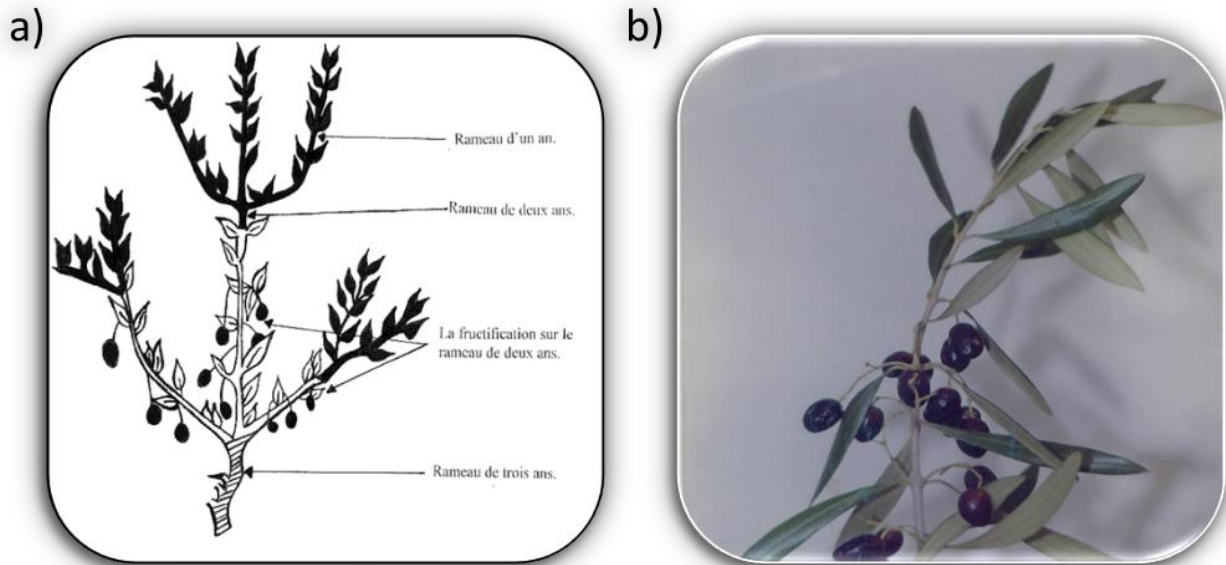 a)
b)
Rameau d'un an.
Rameau de deux ans.
La fructification sur le
rameau de deux ans.
Rameau de trois ans.